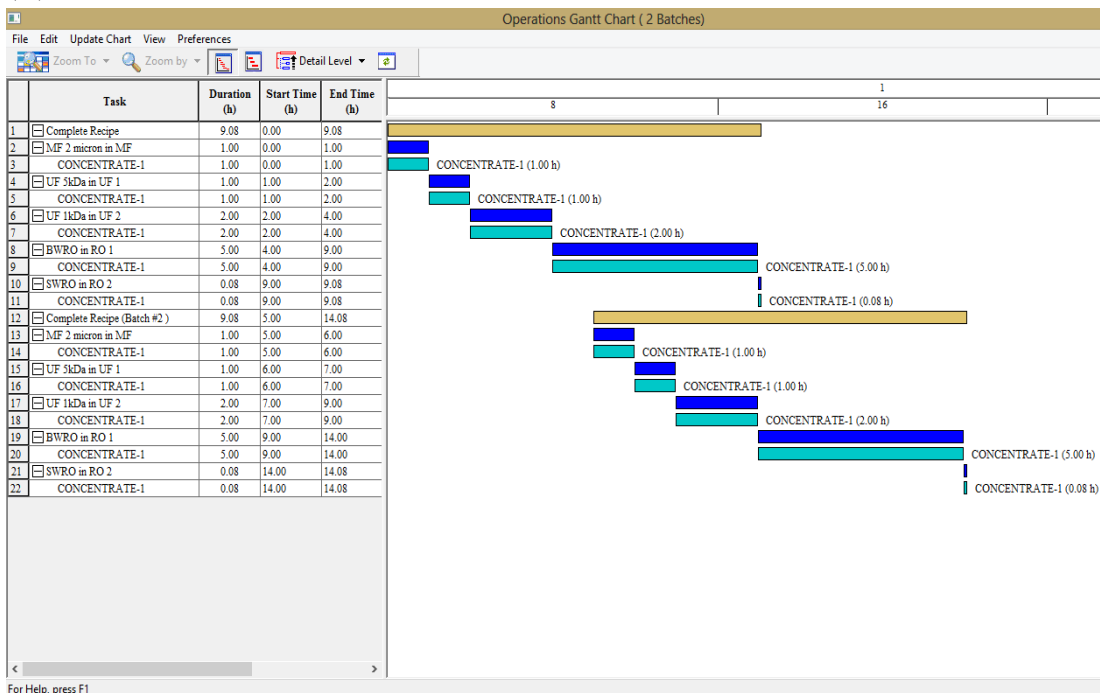 Operations Gantt Chart ( 2 Batches)
File Edit Update Chart View Preferences
Zoom To Zoom by Detail Level
Task Duration (h) Start Time (h) End Time (h)
1
8 16
1 Complete Recipe 9.08 0.00 9.08
2 MF 2 micron in MF 1.00 0.00 1.00
3 CONCENTRATE-1 1.00 0.00 1.00 CONCENTRATE-1 (1.00 h)
4 UF 5kDa in UF 1 1.00 1.00 2.00
5 CONCENTRATE-1 1.00 1.00 2.00 CONCENTRATE-1 (1.00 h)
6 UF 1kDa in UF 2 2.00 2.00 4.00
7 CONCENTRATE-1 2.00 2.00 4.00 CONCENTRATE-1 (2.00 h)
8 BWRO in RO 1 5.00 4.00 9.00
9 CONCENTRATE-1 5.00 4.00 9.00 CONCENTRATE-1 (5.00 h)
10 SWRO in RO 2 0.08 9.00 9.08
11 CONCENTRATE-1 0.08 9.00 9.08 CONCENTRATE-1 (0.08 h)
12 Complete Recipe (Batch #2 ) 9.08 5.00 14.08
13 MF 2 micron in MF 1.00 5.00 6.00
14 CONCENTRATE-1 1.00 5.00 6.00 CONCENTRATE-1 (1.00 h)
15 UF 5kDa in UF 1 1.00 6.00 7.00
16 CONCENTRATE-1 1.00 6.00 7.00 CONCENTRATE-1 (1.00 h)
17 UF 1kDa in UF 2 2.00 7.00 9.00
18 CONCENTRATE-1 2.00 7.00 9.00 CONCENTRATE-1 (2.00 h)
19 BWRO in RO 1 5.00 9.00 14.00
20 CONCENTRATE-1 5.00 9.00 14.00 CONCENTRATE-1 (5.00 h)
21 SWRO in RO 2 0.08 14.00 14.08
22 CONCENTRATE-1 0.08 14.00 14.08 CONCENTRATE-1 (0.08 h)
For Help, press F1